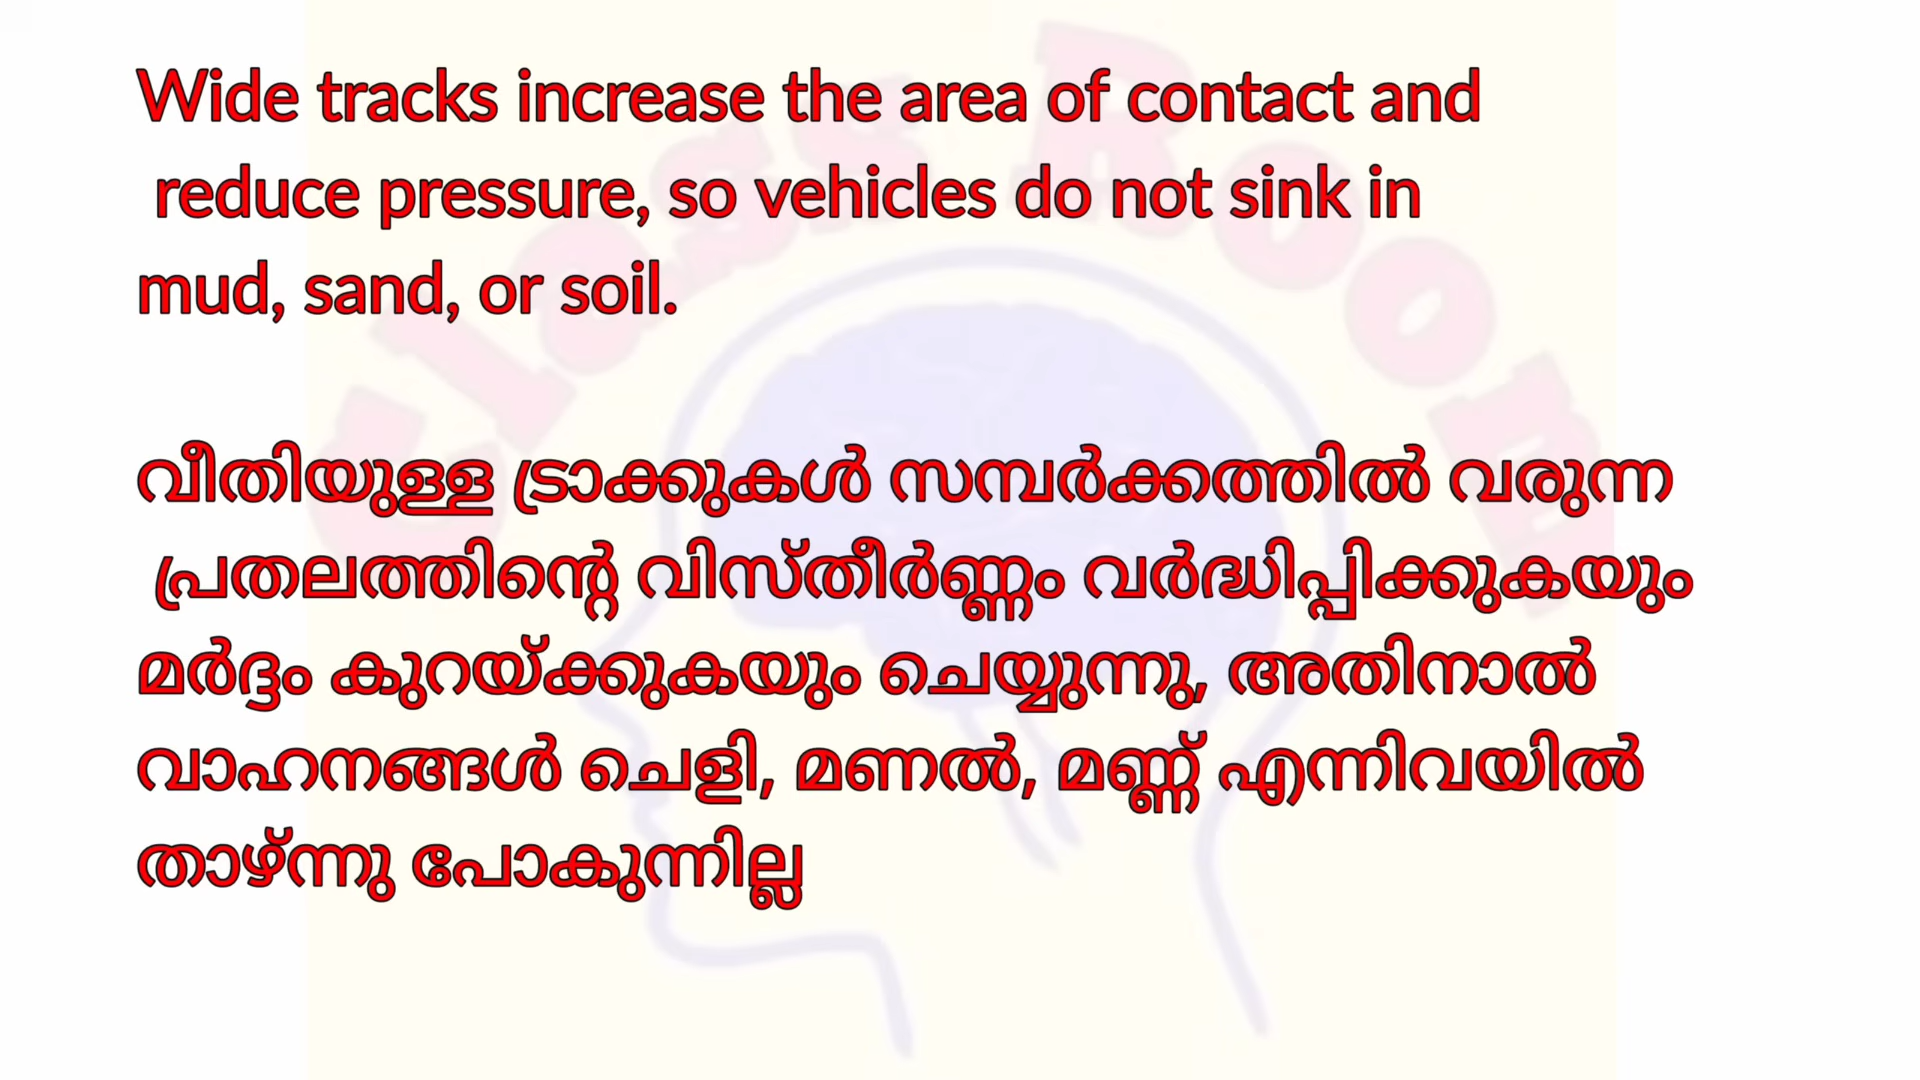 Wide tracks increase the area of contact and
reduce pressure, so vehicles do not sink in
mud, sand, or soil.
വീതിയുള്ള ട്രാക്കുകൾ സമ്പർക്കത്തിൽ വരുന്ന
പ്രതലത്തിന്റെ വിസ്തീർണ്ണം വർദ്ധിപ്പിക്കുകയും
മർദ്ദം കുറയ്ക്കുകയും ചെയ്യുന്നു, അതിനാൽ
വാഹനങ്ങൾ ചെളി, മണൽ, മണ്ണ് എന്നിവയിൽ
താഴ്ന്നു പോകുന്നില്ല
Class Room